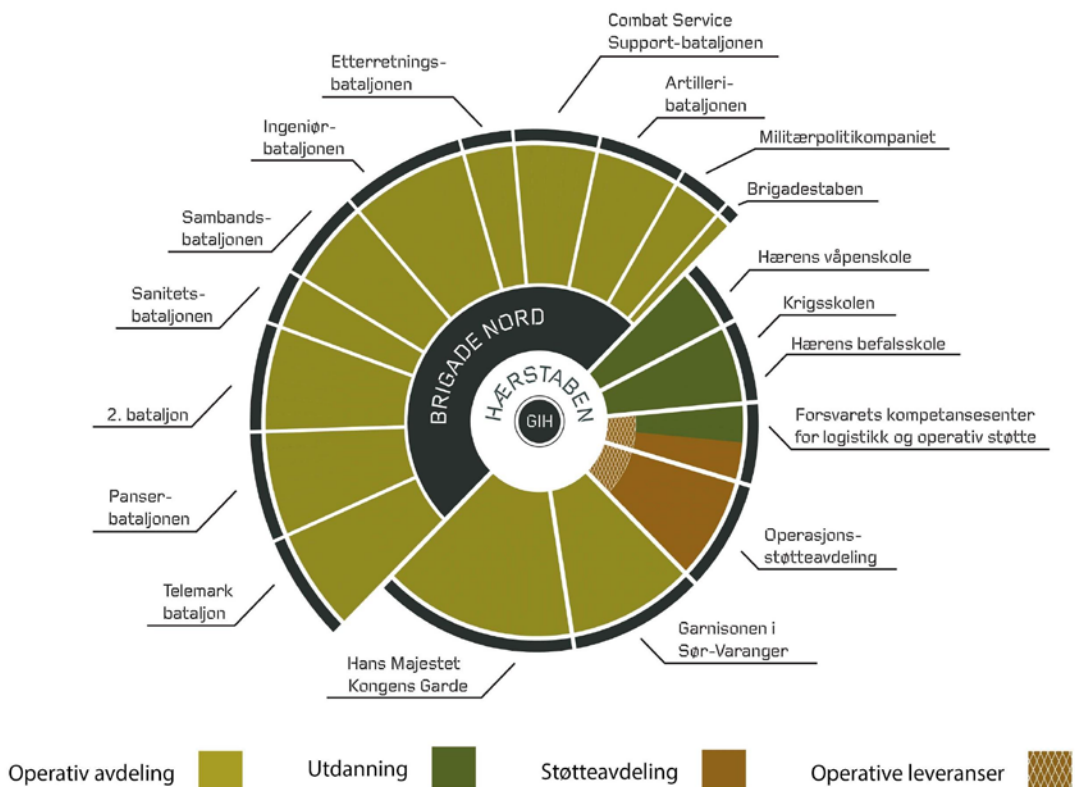 Combat Service
Support-bataljonen
Etterretnings-
bataljonen
Artilleri-
bataljonen
Ingeniør-
bataljonen
Militærpolitikompaniet
Brigadestaben
Sambands-
bataljonen
Hærens våpenskole
Sanitets-
bataljonen
Krigsskolen
Hærens befalsskole
BRIGADE NORD
HÆRSTABEN
GIH
2. bataljon
Forsvarets kompetansesenter
for logistikk og operativ støtte
Panser-
bataljonen
Operasjons-
støtteavdeling
Telemark
bataljon
Garnisonen i
Sør-Varanger
Hans Majestet
Kongens Garde
Operativ avdeling
Utdanning
Støtteavdeling
Operative leveranser